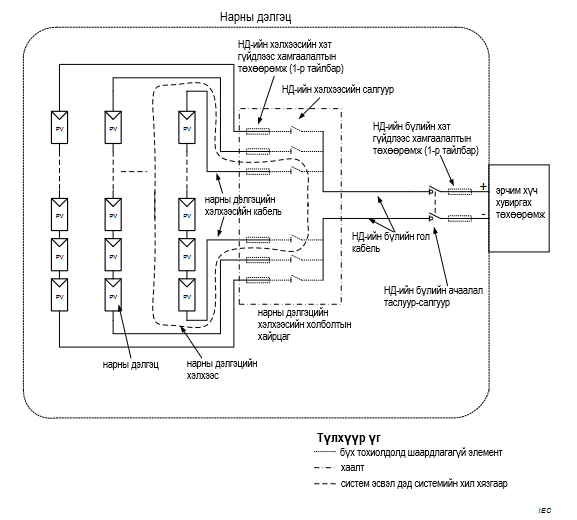 Нарны дэлгэц
НД-ийн хэлхээсийн хэт
гүйдлээс хамгаалалтын
төхөөрөмж (1-р тайлбар)
НД-ийн хэлхээсийн салгуур
НД-ийн бүлийн хэт
гүйдлээс хамгаалалтын
төхөөрөмж (1-р тайлбар)
PV
PV
PV
+
-
эрчим хүч
хувиргах
төхөөрөмж
нарны дэлгэцийн
хэлхээсийн кабель
PV
PV
PV
НД-ийн бүлийн гол
кабель
PV
PV
PV
НД-ийн бүлийн ачаалал
таслуур-салгуур
PV
PV
PV
нарны дэлгэцийн
хэлхээсийн холболтын
хайрцаг
нарны дэлгэц
нарны дэлгэцийн
хэлхээс
Түлхүүр үг
бүх тохиолдолд шаардлагагүй элемент
хаалт
систем эсвэл дэд системийн хил хязгаар
IEC